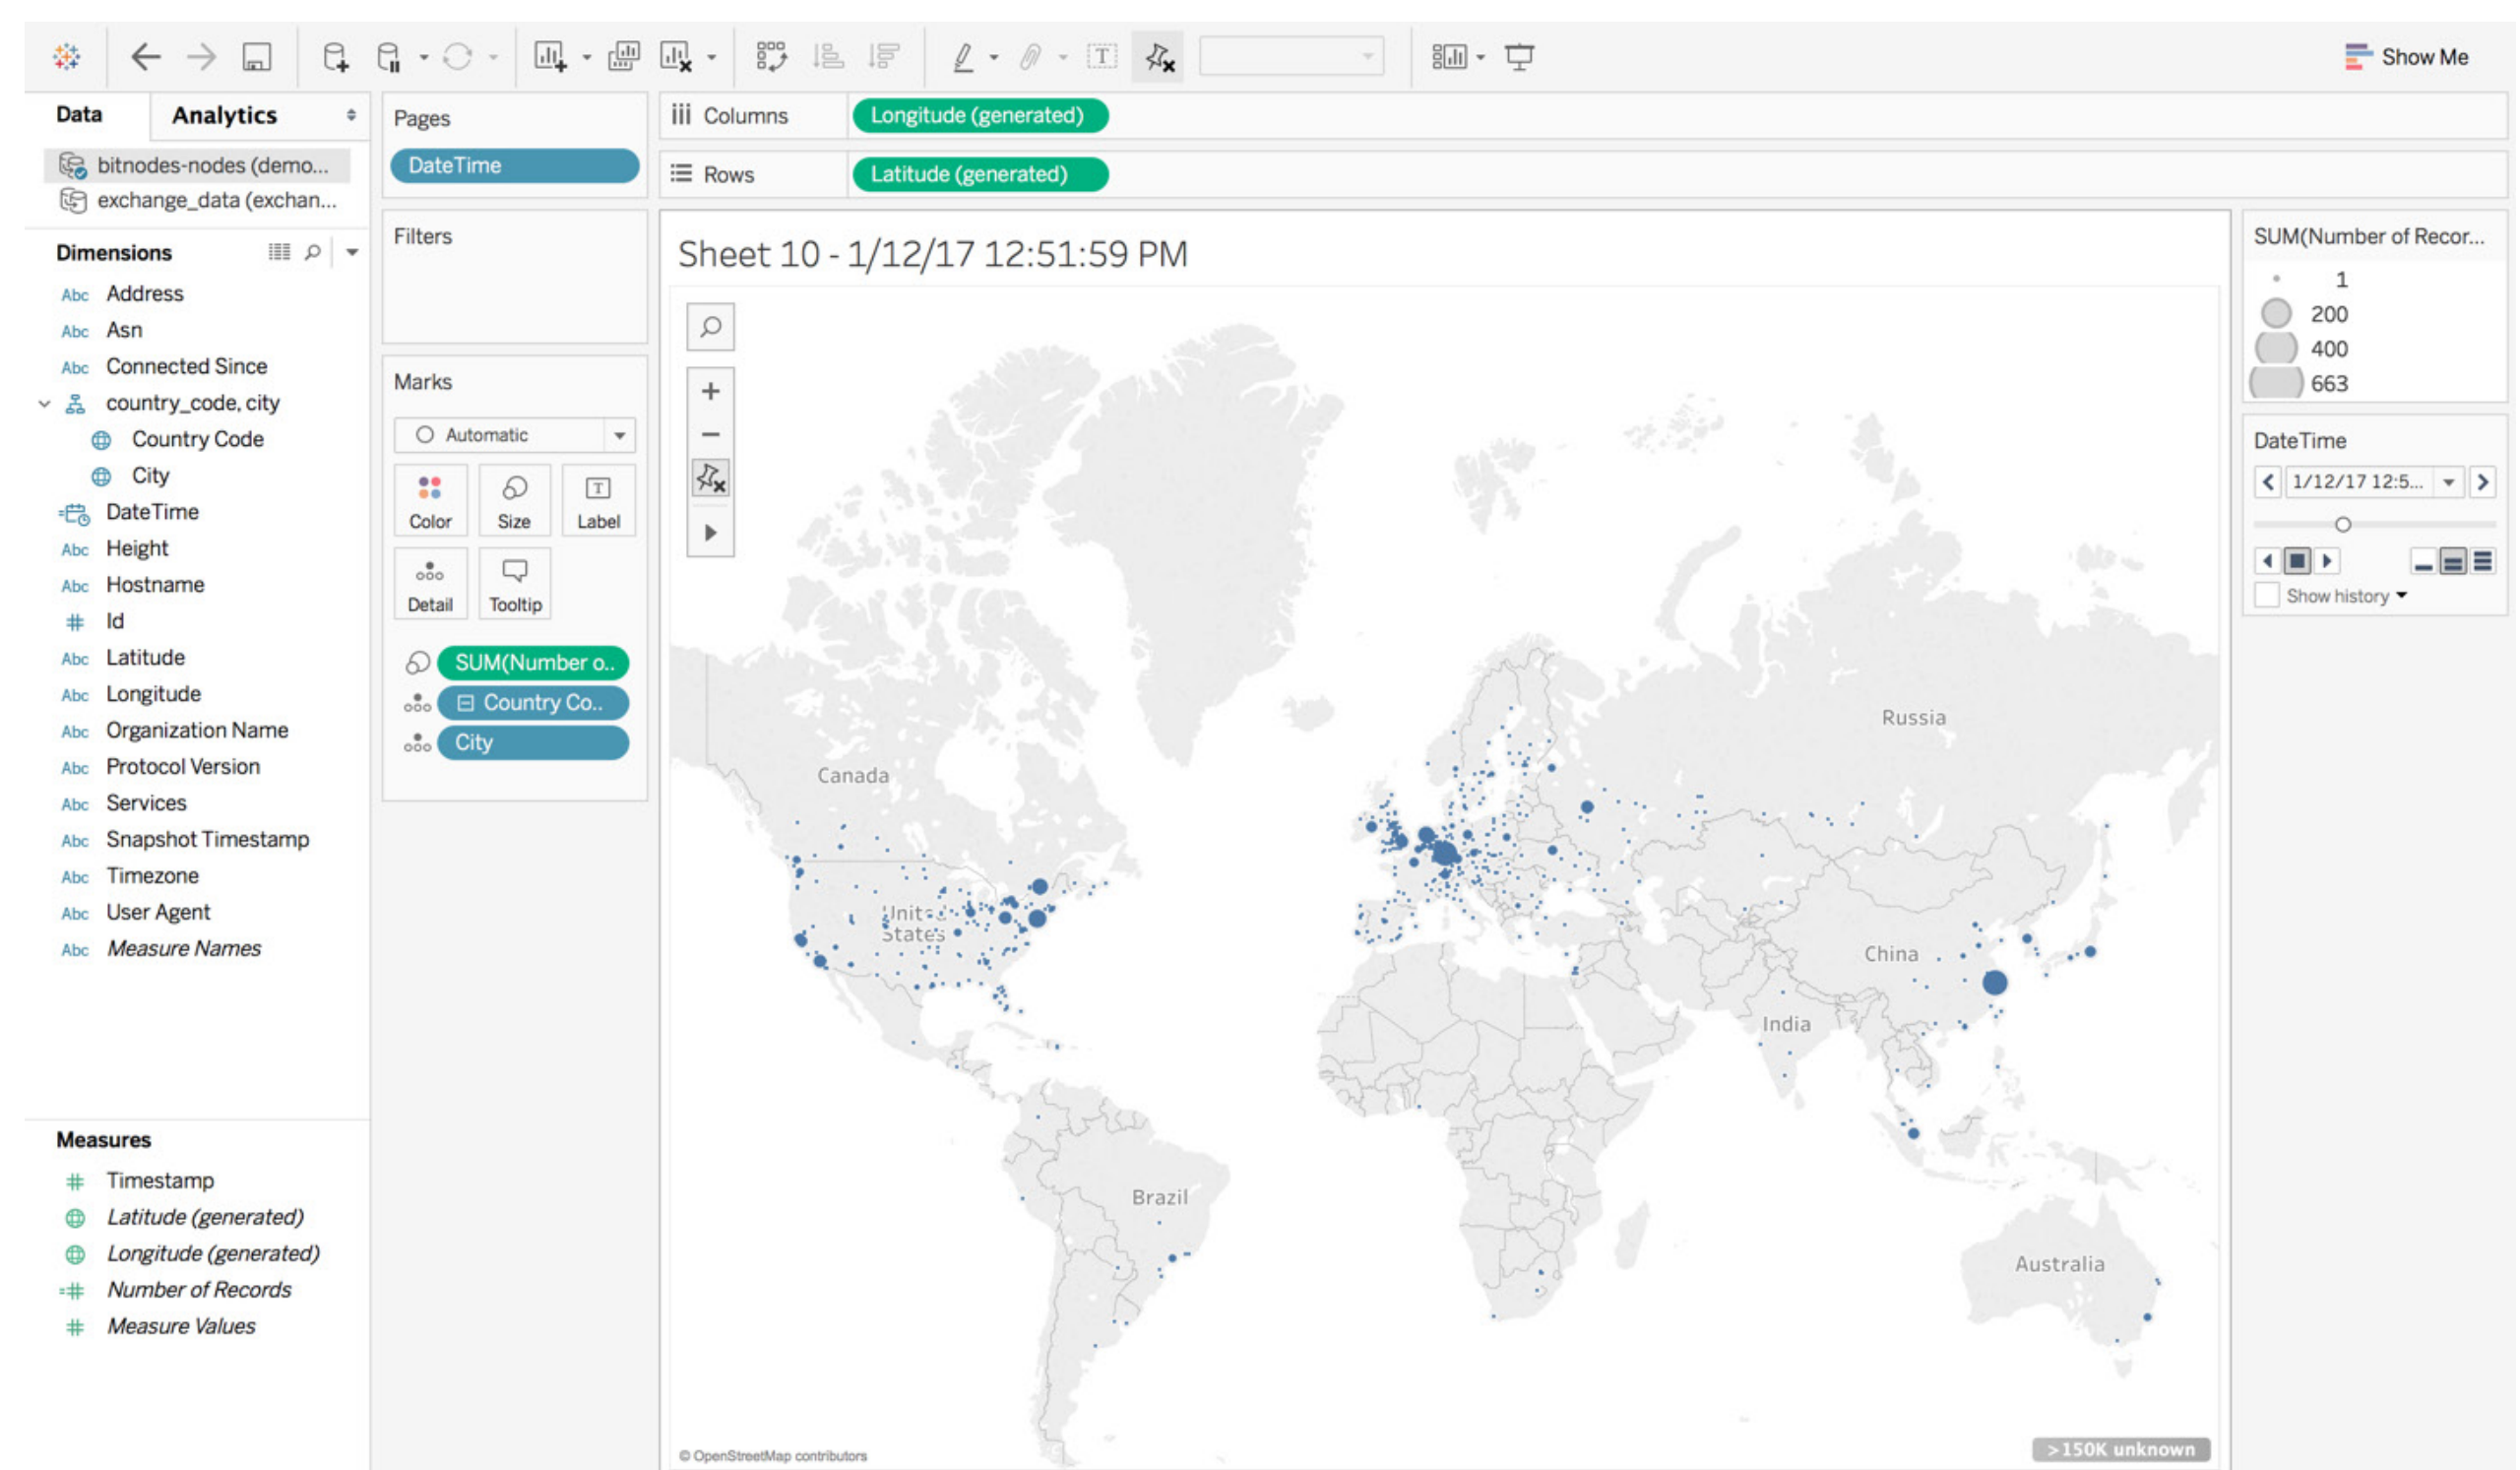 Show Me
Data
Analytics
bitnodes-nodes (demo...
exchange_data (exchan...
Dimensions
Abc Address
Abc Asn
Abc Connected Since
country_code, city
Country Code
City
DateTime
Abc Height
Abc Hostname
# Id
Abc Latitude
Abc Longitude
Abc Organization Name
Abc Protocol Version
Abc Services
Abc Snapshot Timestamp
Abc Timezone
Abc User Agent
Abc Measure Names
Measures
# Timestamp
Latitude (generated)
Longitude (generated)
=# Number of Records
# Measure Values
Pages
DateTime
Filters
Marks
Automatic
Color Size Label
Detail Tooltip
SUM(Number o..
Country Co..
City
Columns Longitude (generated)
Rows Latitude (generated)
Sheet 10 - 1/12/17 12:51:59 PM
Russia
Canada
United
States
China
India
Brazil
Australia
© OpenStreetMap contributors
>150K unknown
SUM(Number of Recor...
1
200
400
663
DateTime
1/12/17 12:5...
Show history